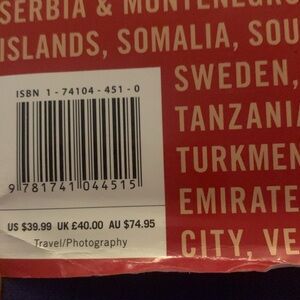 SERBIA & MONTENEGRO
ISLANDS, SOMALIA, SOU
ISBN 1-74104-451-0
SWEDEN,
TANZANIA
TURKMEN
9 781741 044515
EMIRATE
US $39.99 UK £40.00 AU $74.95
Travel/Photography
CITY, VE